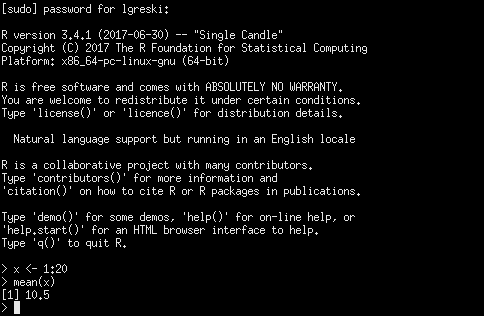 [sudo] password for lgreski:
R version 3.4.1 (2017-06-30) -- "Single Candle"
Copyright (C) 2017 The R Foundation for Statistical Computing
Platform: x86_64-pc-linux-gnu (64-bit)
R is free software and comes with ABSOLUTELY NO WARRANTY.
You are welcome to redistribute it under certain conditions.
Type 'license()' or 'licence()' for distribution details.
Natural language support but running in an English locale
R is a collaborative project with many contributors.
Type 'contributors()' for more information and
'citation()' on how to cite R or R packages in publications.
Type 'demo()' for some demos, 'help()' for on-line help, or
'help.start()' for an HTML browser interface to help.
Type 'q()' to quit R.
> x <- 1:20
> mean(x)
[1] 10.5
>